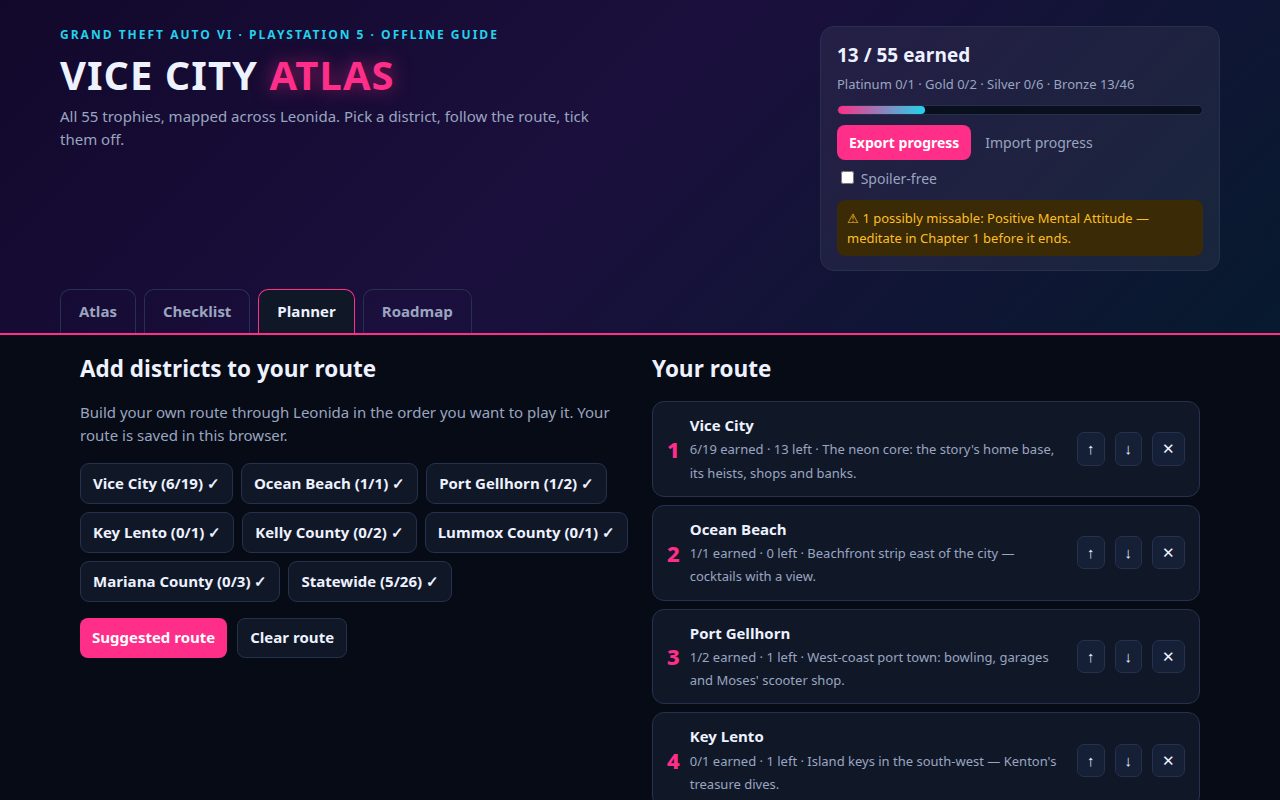 GRAND THEFT AUTO VI · PLAYSTATION 5 · OFFLINE GUIDE
VICE CITY ATLAS
All 55 trophies, mapped across Leonida. Pick a district, follow the route, tick
them off.
13 / 55 earned
Platinum 0/1 · Gold 0/2 · Silver 0/6 · Bronze 13/46
Export progress
Import progress
Spoiler-free
⚠ 1 possibly missable: Positive Mental Attitude —
meditate in Chapter 1 before it ends.
Atlas
Checklist
Planner
Roadmap
Add districts to your route
Build your own route through Leonida in the order you want to play it. Your
route is saved in this browser.
Vice City (6/19) ✓
Ocean Beach (1/1) ✓
Port Gellhorn (1/2) ✓
Key Lento (0/1) ✓
Kelly County (0/2) ✓
Lummox County (0/1) ✓
Mariana County (0/3) ✓
Statewide (5/26) ✓
Suggested route
Clear route
Your route
1
Vice City
6/19 earned · 13 left · The neon core: the story's home base,
its heists, shops and banks.
↑ ↓ ✕
2
Ocean Beach
1/1 earned · 0 left · Beachfront strip east of the city —
cocktails with a view.
↑ ↓ ✕
3
Port Gellhorn
1/2 earned · 1 left · West-coast port town: bowling, garages
and Moses' scooter shop.
↑ ↓ ✕
4
Key Lento
0/1 earned · 1 left · Island keys in the south-west — Kenton's
treasure dives.
↑ ↓ ✕